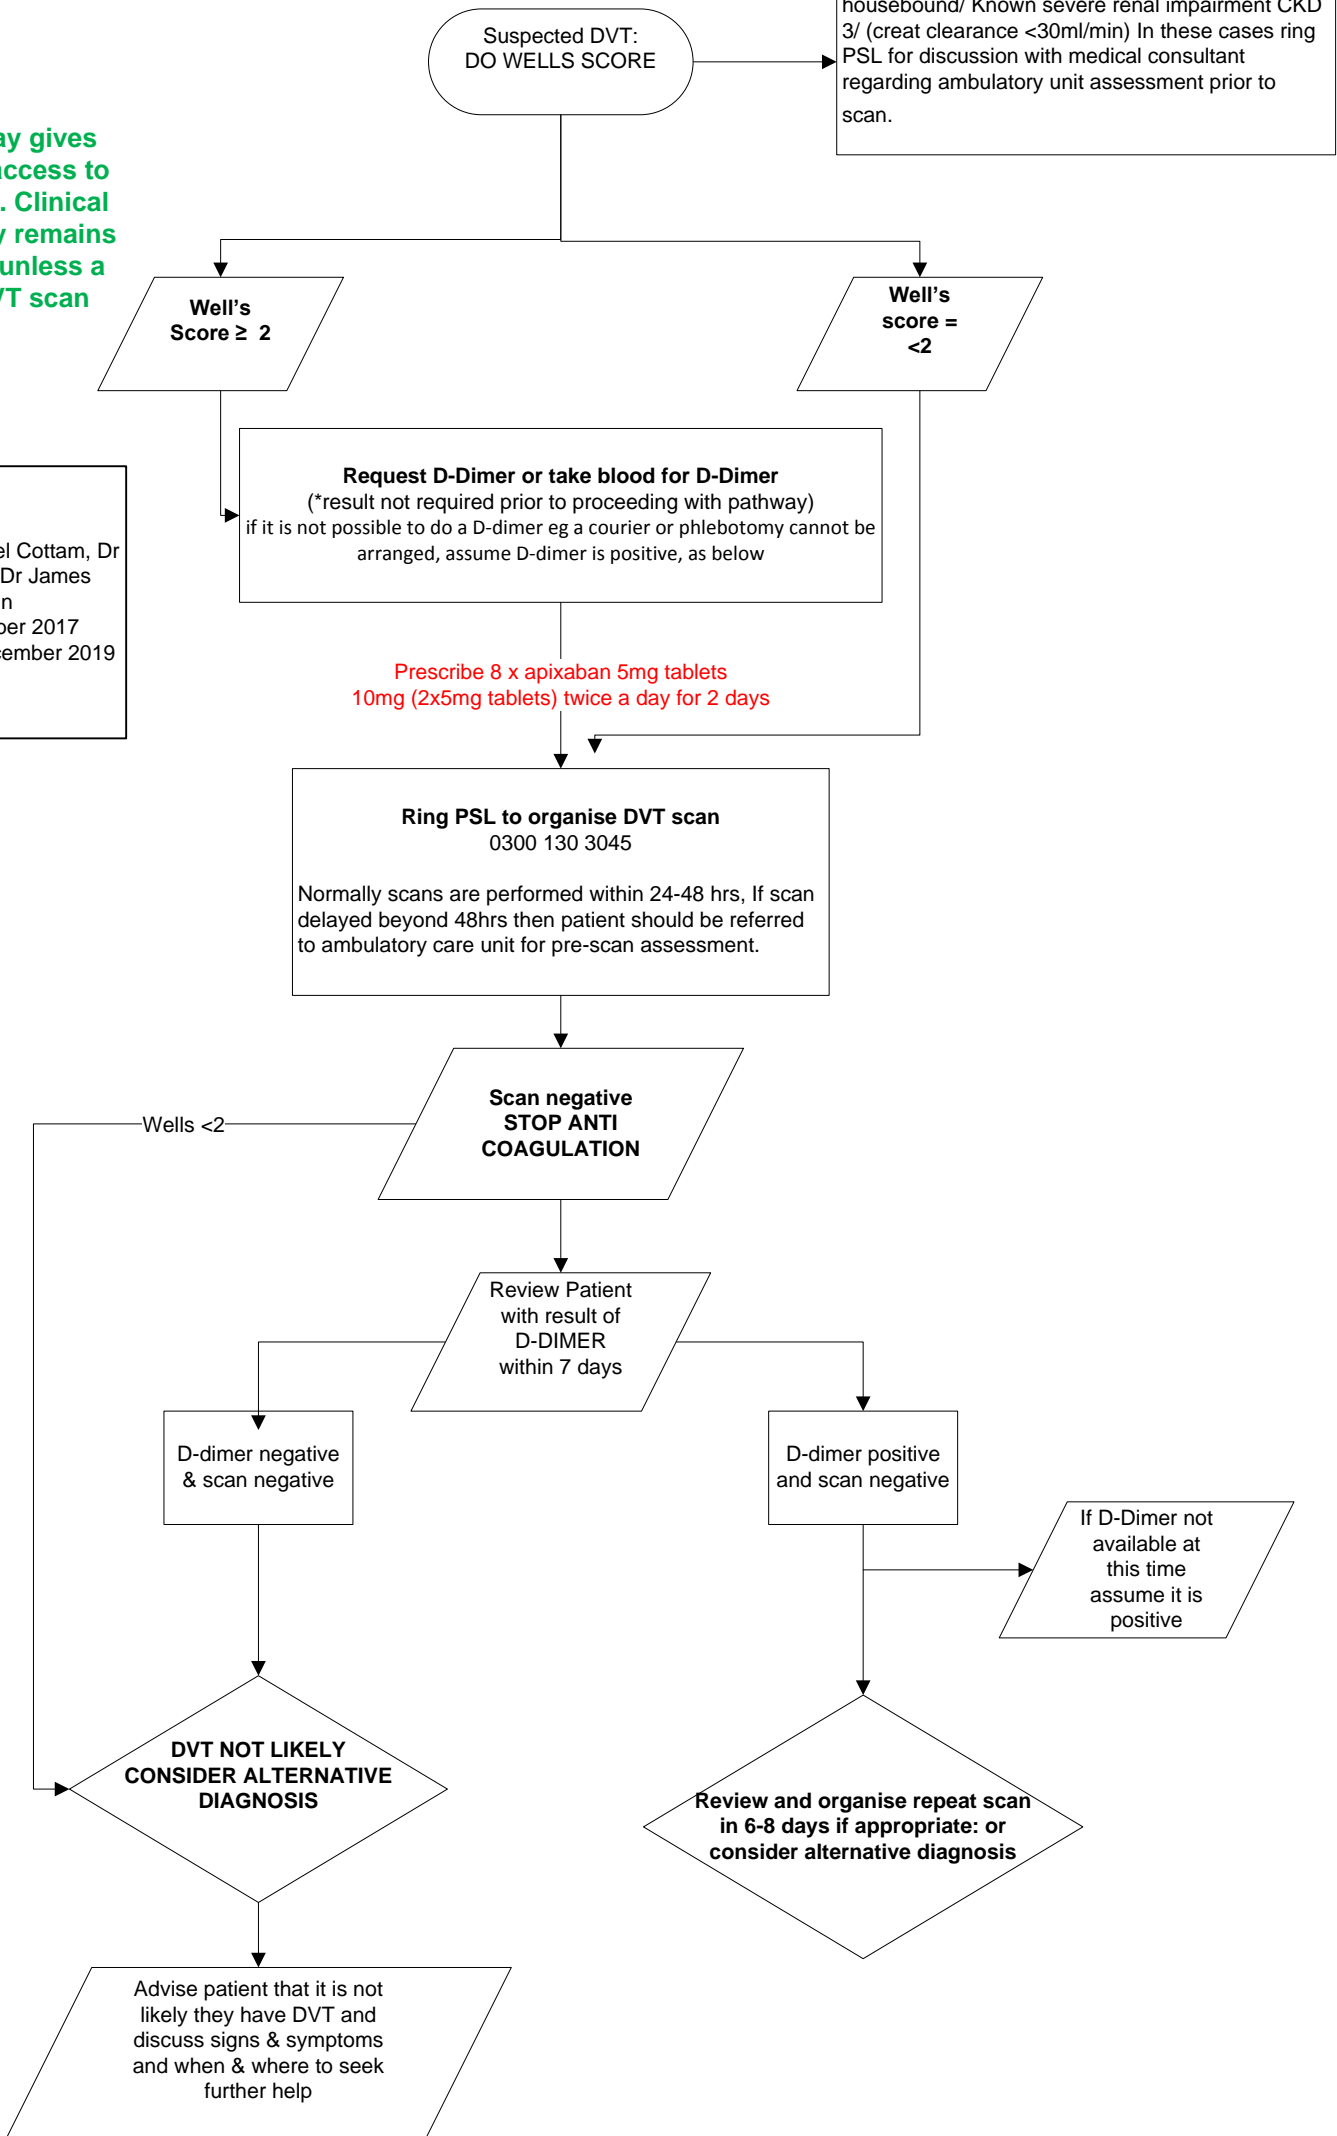 housebound/ Known severe renal impairment CKD
3/ (creat clearance <30ml/min) In these cases ring
PSL for discussion with medical consultant
regarding ambulatory unit assessment prior to
scan.
Suspected DVT:
DO WELLS SCORE
ay gives
access to
. Clinical
y remains
unless a
VT scan
Well's
Score ≥ 2
Well's
score =
<2
Request D-Dimer or take blood for D-Dimer
(*result not required prior to proceeding with pathway)
if it is not possible to do a D-dimer eg a courier or phlebotomy cannot be
arranged, assume D-dimer is positive, as below
el Cottam, Dr
Dr James
n
ber 2017
cember 2019
Prescribe 8 x apixaban 5mg tablets
10mg (2x5mg tablets) twice a day for 2 days
Ring PSL to organise DVT scan
0300 130 3045
Normally scans are performed within 24-48 hrs, If scan
delayed beyond 48hrs then patient should be referred
to ambulatory care unit for pre-scan assessment.
Scan negative
STOP ANTI
COAGULATION
Wells <2
Review Patient
with result of
D-DIMER
within 7 days
D-dimer negative
& scan negative
D-dimer positive
and scan negative
If D-Dimer not
available at
this time
assume it is
positive
DVT NOT LIKELY
CONSIDER ALTERNATIVE
DIAGNOSIS
Review and organise repeat scan
in 6-8 days if appropriate: or
consider alternative diagnosis
Advise patient that it is not
likely they have DVT and
discuss signs & symptoms
and when & where to seek
further help